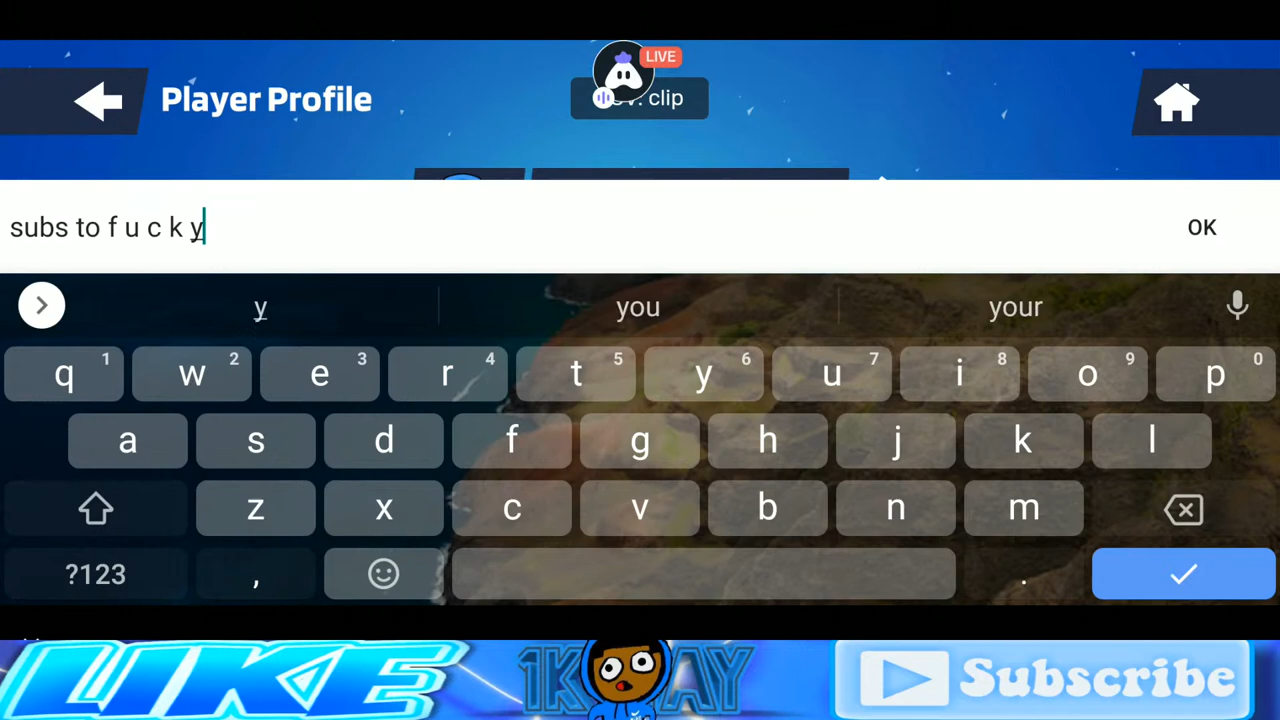 LIVE
Player Profile
clip
subs to f u c k y
OK
y you your
q 1 w 2 e 3 r 4 t 5 y 6 u 7 i 8 o 9 p 0
a s d f g h j k l
z x c v b n m
?123 , .
LIKE Subscribe